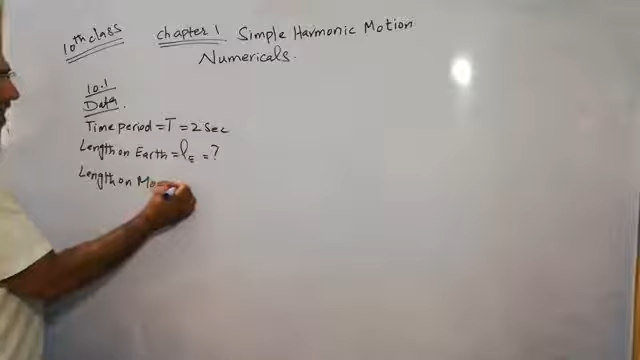 10th class chapter 1 Simple Harmonic Motion
Numericals.
10.1
Data.
Time period = T = 2 Sec
Length on Earth = lE = ?
Length on Mo